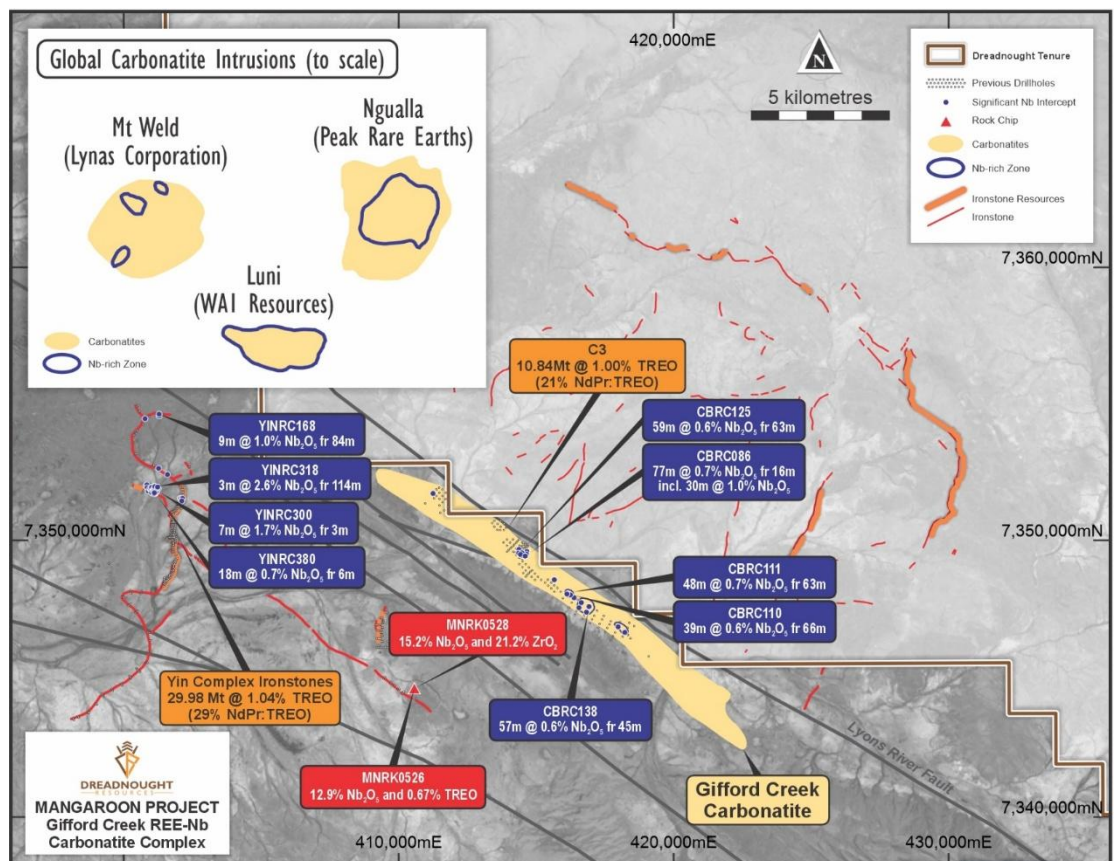 Global Carbonatite Intrusions (to scale)
Mt Weld
(Lynas Corporation)
Ngualla
(Peak Rare Earths)
Luni
(WA1 Resources)
Carbonatites
Nb-rich Zone
420,000mE
N
5 kilometres
Dreadnought Tenure
Previous Drillholes
Significant Nb Intercept
Rock Chip
Carbonatites
Nb-rich Zone
Ironstone Resources
Ironstone
7,360,000mN
C3
10.84Mt @ 1.00% TREO
(21% NdPr:TREO)
YINRC168
9m @ 1.0% Nb₂O₅ fr 84m
YINRC318
3m @ 2.6% Nb₂O₅ fr 114m
YINRC300
7m @ 1.7% Nb₂O₅ fr 3m
YINRC380
18m @ 0.7% Nb₂O₅ fr 6m
CBRC125
59m @ 0.6% Nb₂O₅ fr 63m
CBRC086
77m @ 0.7% Nb₂O₅ fr 16m
incl. 30m @ 1.0% Nb₂O₅
7,350,000mN
7,350,000mN
CBRC111
48m @ 0.7% Nb₂O₅ fr 63m
CBRC110
39m @ 0.6% Nb₂O₅ fr 66m
MNRK0528
15.2% Nb₂O₅ and 21.2% ZrO₂
Yin Complex Ironstones
29.98 Mt @ 1.04% TREO
(29% NdPr:TREO)
CBRC138
57m @ 0.6% Nb₂O₅ fr 45m
MNRK0526
12.9% Nb₂O₅ and 0.67% TREO
Gifford Creek
Carbonatite
Lyons River Fault
DREADNOUGHT
RESOURCES
MANGAROON PROJECT
Gifford Creek REE-Nb
Carbonatite Complex
7,340,000mN
410,000mE
420,000mE
430,000mE